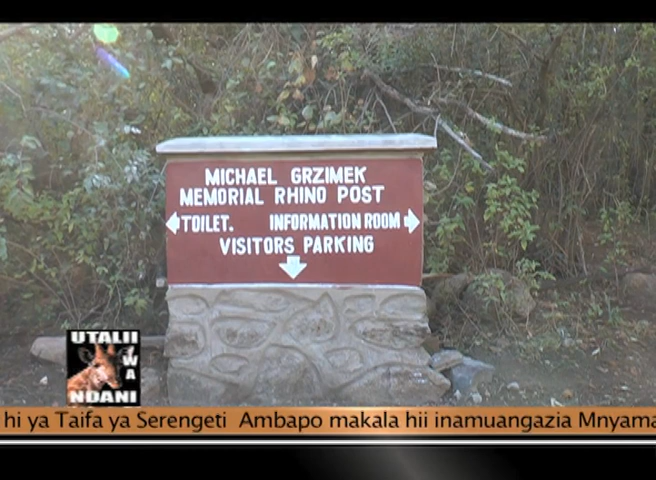 MICHAEL GRZIMEK
MEMORIAL RHINO POST
TOILET. INFORMATION ROOM
VISITORS PARKING
UTALII
WA
NDANI
hi ya Taifa ya Serengeti Ambapo makala hii inamuangazia Mnyama